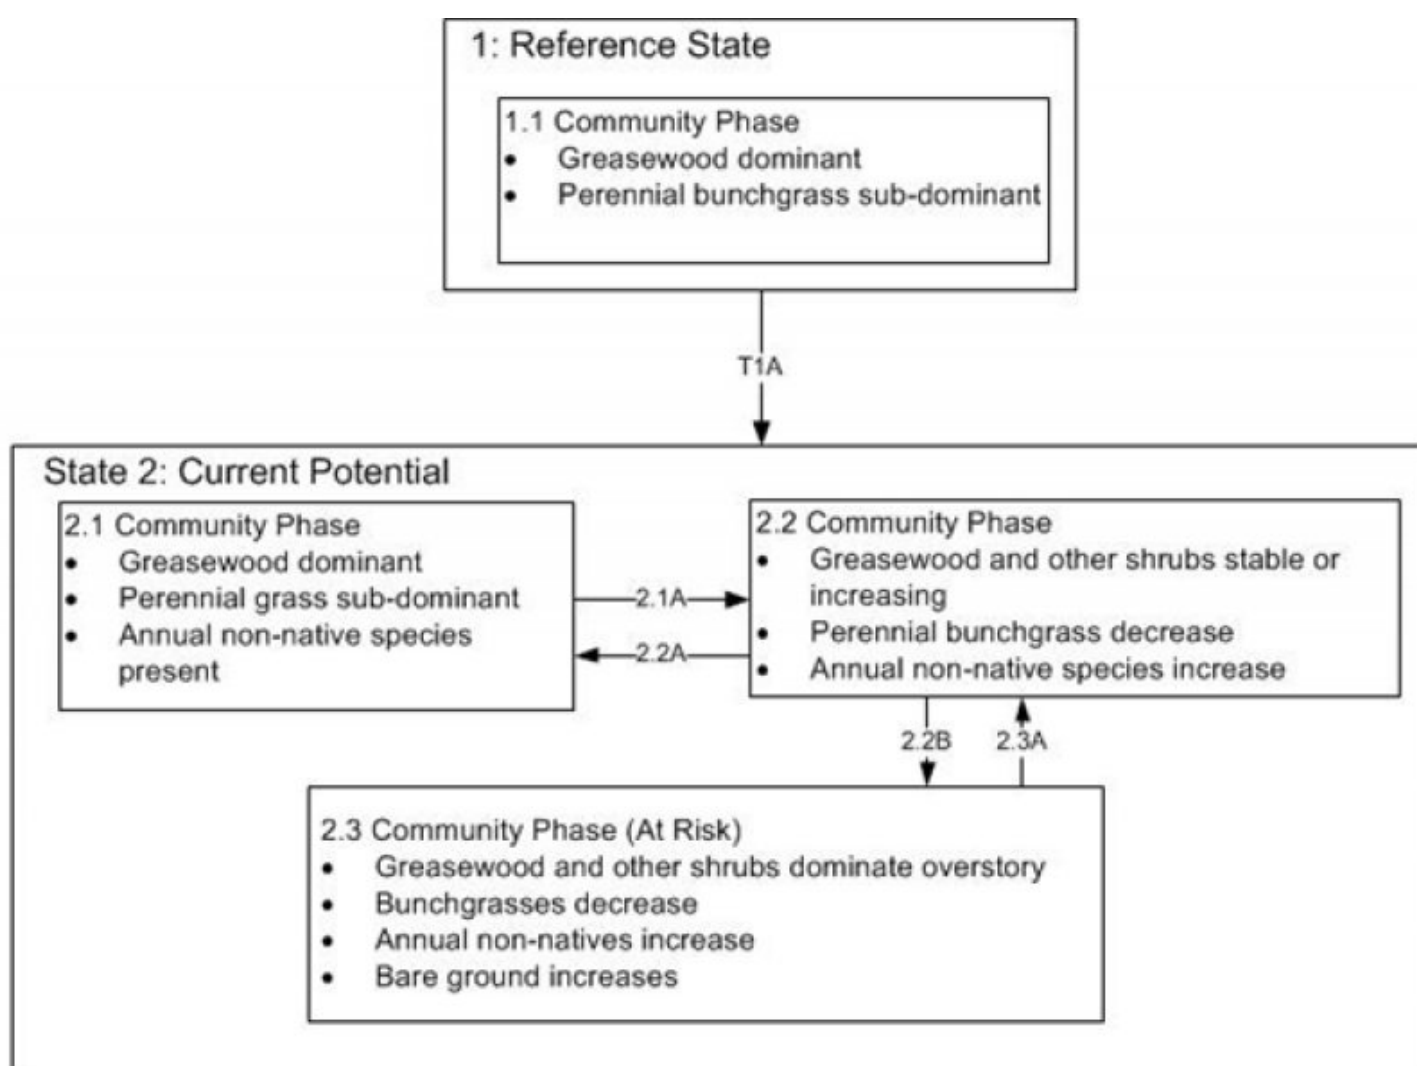 1: Reference State
1.1 Community Phase
• Greasewood dominant
• Perennial bunchgrass sub-dominant
T1A
State 2: Current Potential
2.1 Community Phase
• Greasewood dominant
• Perennial grass sub-dominant
• Annual non-native species
present
2.1A
2.2A
2.2 Community Phase
• Greasewood and other shrubs stable or
increasing
• Perennial bunchgrass decrease
• Annual non-native species increase
2.2B
2.3A
2.3 Community Phase (At Risk)
• Greasewood and other shrubs dominate overstory
• Bunchgrasses decrease
• Annual non-natives increase
• Bare ground increases